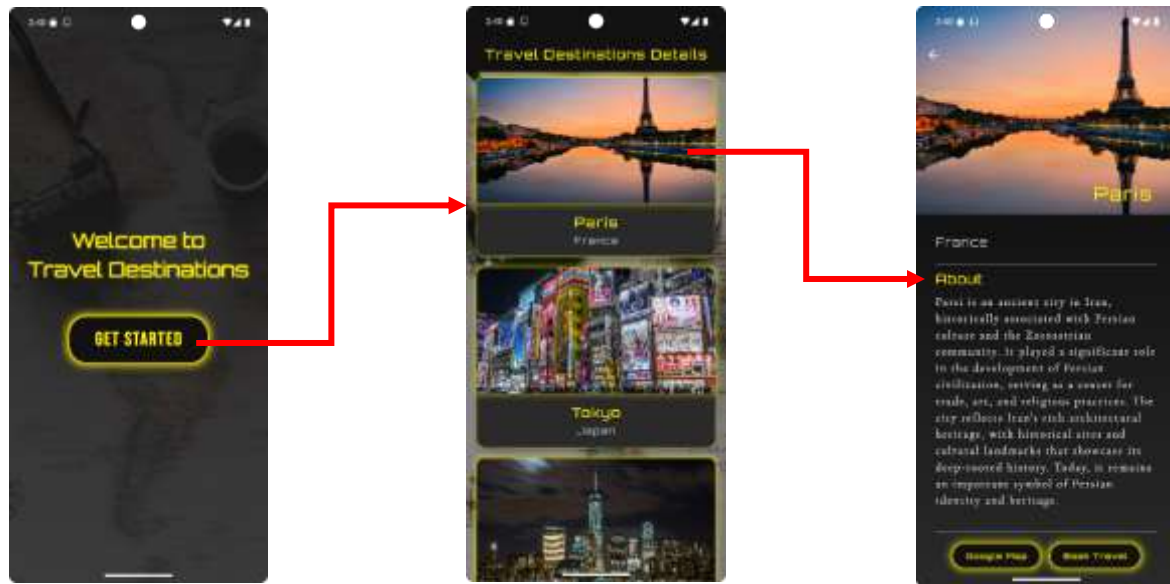 Welcome to
Travel Destinations
GET STARTED
Travel Destinations Details
Paris
France
Tokyo
Japan
Paris
France
About
is an ancient city in Iran,
historically associated with Persian
culture and the Zoroastrian
community. It played a significant role
in the development of Persian
civilization, serving as a center for
trade, art, and religious practices. The
city reflects Iran's rich architectural
heritage, with historical sites and
cultural landmarks that showcase its
deep-rooted history. Today, it remains
an important symbol of Persian
identity and heritage.
Google Map
Book Travel